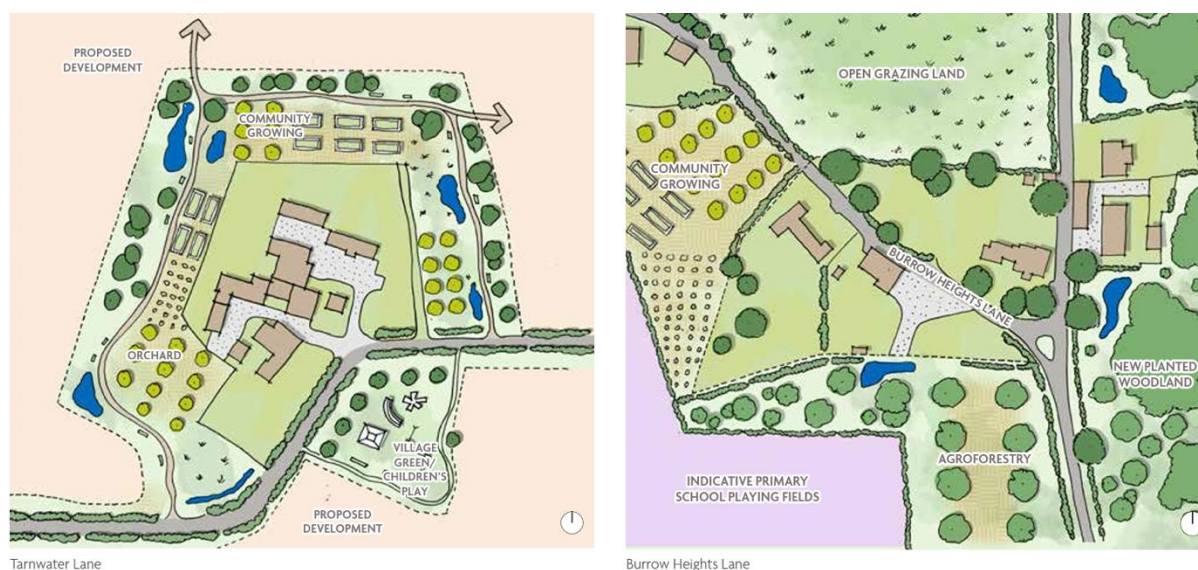 PROPOSED
DEVELOPMENT
COMMUNITY
GROWING
ORCHARD
VILLAGE
GREEN/
CHILDREN'S
PLAY
PROPOSED
DEVELOPMENT
Tarnwater Lane
OPEN GRAZING LAND
COMMUNITY
GROWING
BURROW HEIGHTS LANE
NEW PLANTED
WOODLAND
AGROFORESTRY
INDICATIVE PRIMARY
SCHOOL PLAYING FIELDS
Burrow Heights Lane